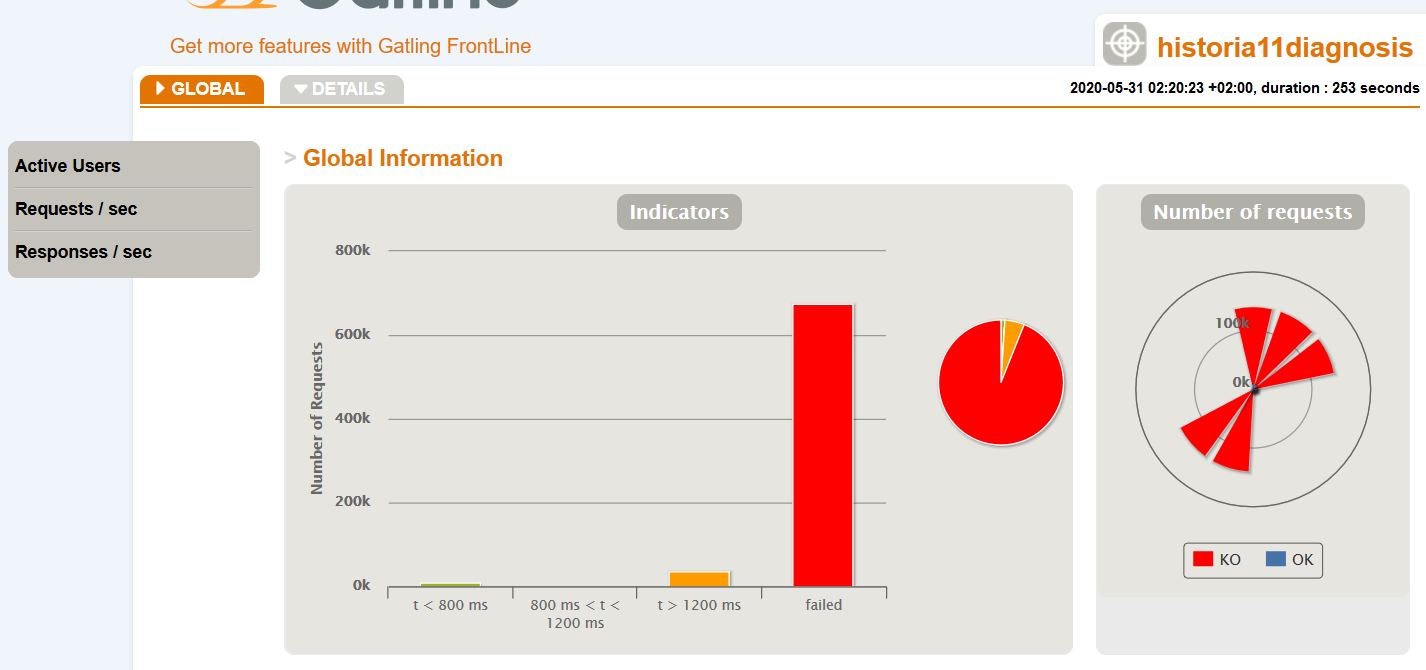 Get more features with Gatling FrontLine
historia11diagnosis
GLOBAL
DETAILS
2020-05-31 02:20:23 +02:00, duration : 253 seconds
Active Users
Requests / sec
Responses / sec
> Global Information
Indicators
Number of Requests
800k
600k
400k
200k
0k
t < 800 ms
800 ms < t <
1200 ms
t > 1200 ms
failed
Number of requests
100k
0k
KO
OK